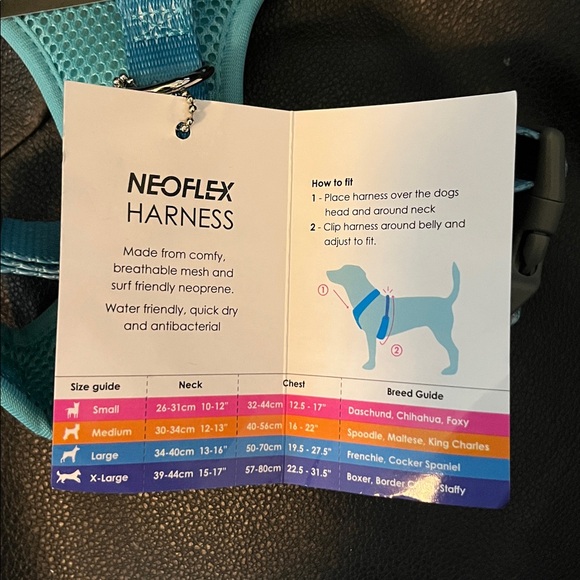 NEOFLEX
HARNESS
Made from comfy,
breathable mesh and
surf friendly neoprene.
Water friendly, quick dry
and antibacterial
How to fit
1 - Place harness over the dogs
head and around neck
2 - Clip harness around belly and
adjust to fit.
1
2
Size guide Neck Chest Breed Guide
Small 26-31cm 10-12" 32-44cm 12.5 - 17" Daschund, Chihahua, Foxy
Medium 30-34cm 12-13" 40-56cm 16 - 22" Spoodle, Maltese, King Charles
Large 34-40cm 13-16" 50-70cm 19.5 - 27.5" Frenchie, Cocker Spaniel
X-Large 39-44cm 15-17" 57-80cm 22.5 - 31.5" Boxer, Border Staffy